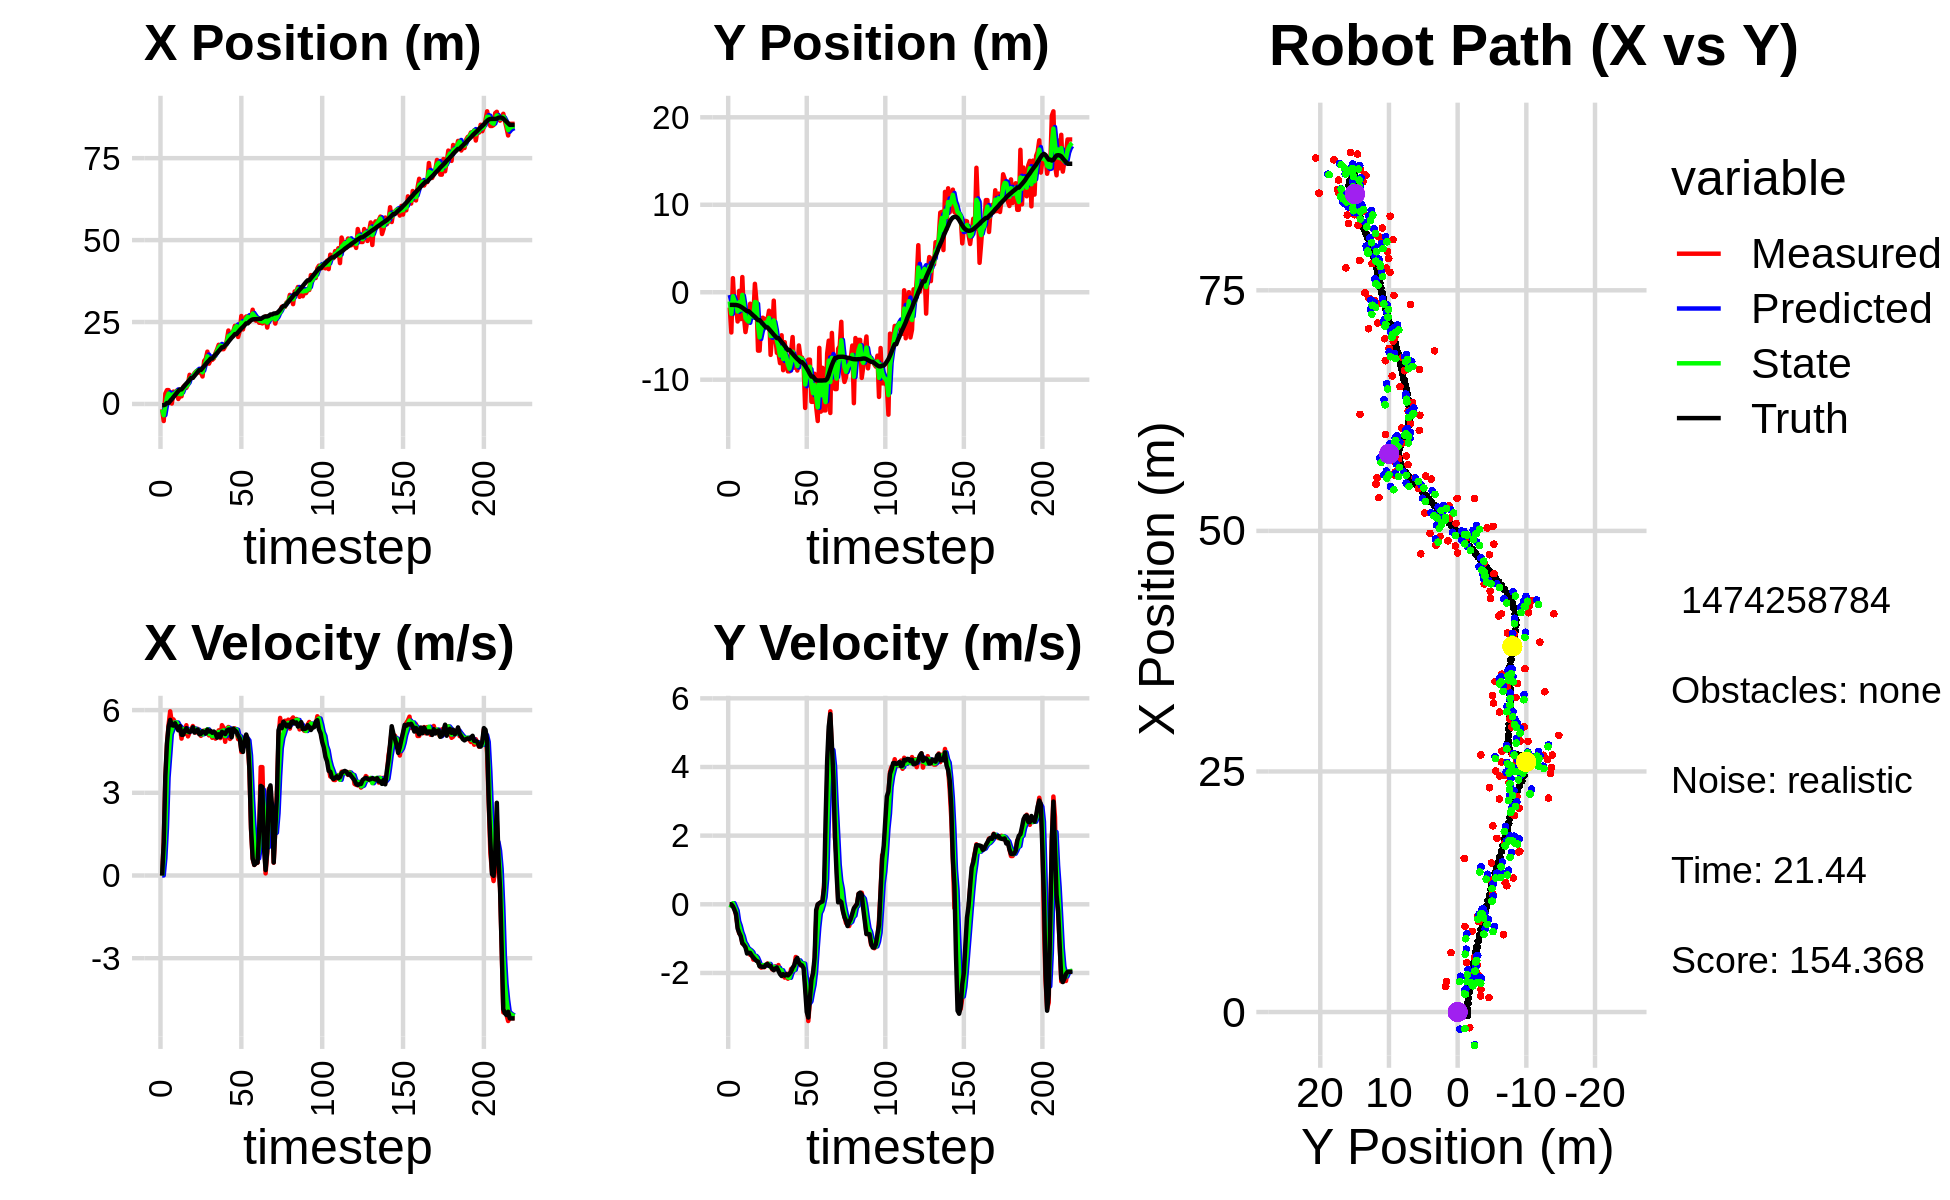 X Position (m)
75
50
25
0
0
50
100
150
200
timestep
Y Position (m)
20
10
0
-10
0
50
100
150
200
timestep
X Velocity (m/s)
6
3
0
-3
0
50
100
150
200
timestep
Y Velocity (m/s)
6
4
2
0
-2
0
50
100
150
200
timestep
Robot Path (X vs Y)
X Position (m)
75
50
25
0
20 10 0 -10 -20
Y Position (m)
variable
Measured
Predicted
State
Truth
1474258784
Obstacles: none
Noise: realistic
Time: 21.44
Score: 154.368